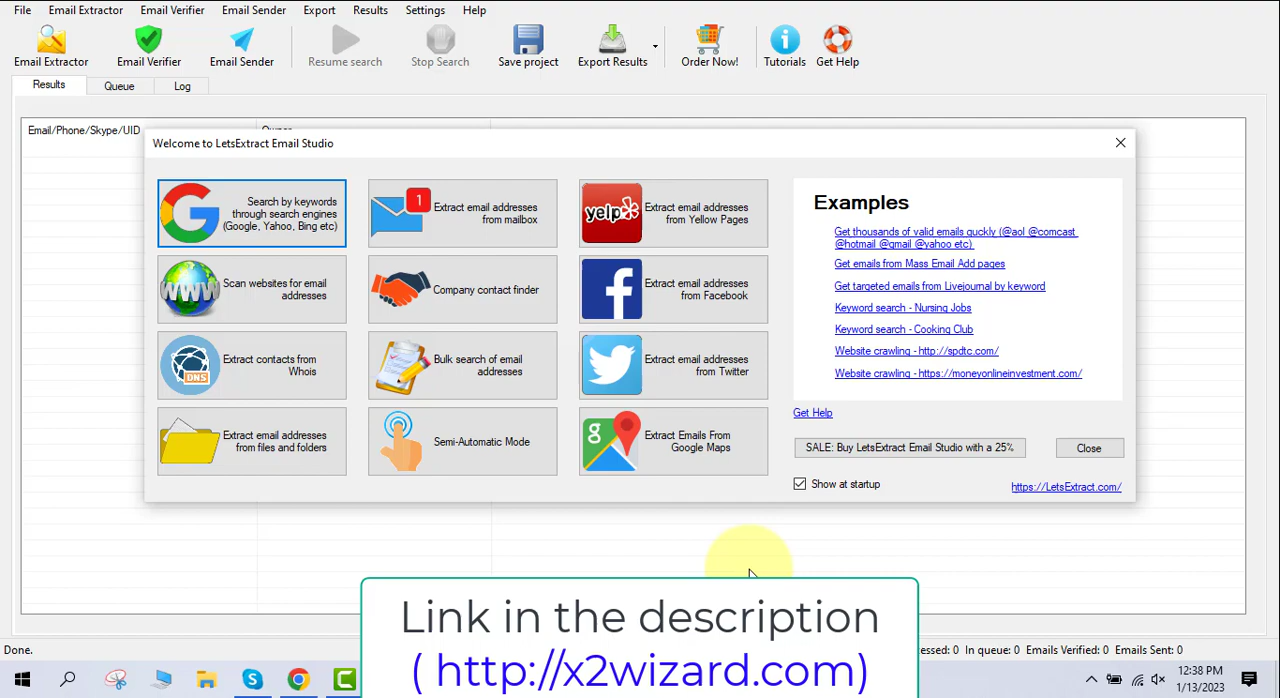 File Email Extractor Email Verifier Email Sender Export Results Settings Help
Email Extractor Email Verifier Email Sender Resume search Stop Search Save project Export Results Order Now! Tutorials Get Help
Results Queue Log
Email/Phone/Skype/UID
Welcome to LetsExtract Email Studio
Search by keywords
through search engines
(Google, Yahoo, Bing etc)
1
Extract email addresses
from mailbox
yelp
Extract email addresses
from Yellow Pages
WWW
Scan websites for email
addresses
Company contact finder
f
Extract email addresses
from Facebook
DNS
Extract contacts from
Whois
Bulk search of email
addresses
Extract email addresses
from Twitter
Extract email addresses
from files and folders
Semi-Automatic Mode
g
Extract Emails From
Google Maps
Examples
Get thousands of valid emails quckly (@aol @comcast
@hotmail @gmail @yahoo etc)
Get emails from Mass Email Add pages
Get targeted emails from Livejournal by keyword
Keyword search - Nursing Jobs
Keyword search - Cooking Club
Website crawling - http://spdtc.com/
Website crawling - https://moneyonlineinvestment.com/
Get Help
SALE: Buy LetsExtract Email Studio with a 25%
Close
Show at startup
https://LetsExtract.com/
Link in the description
( http://x2wizard.com)
Done.
In queue: 0 Emails Verified: 0 Emails Sent: 0
12:38 PM
1/13/2023